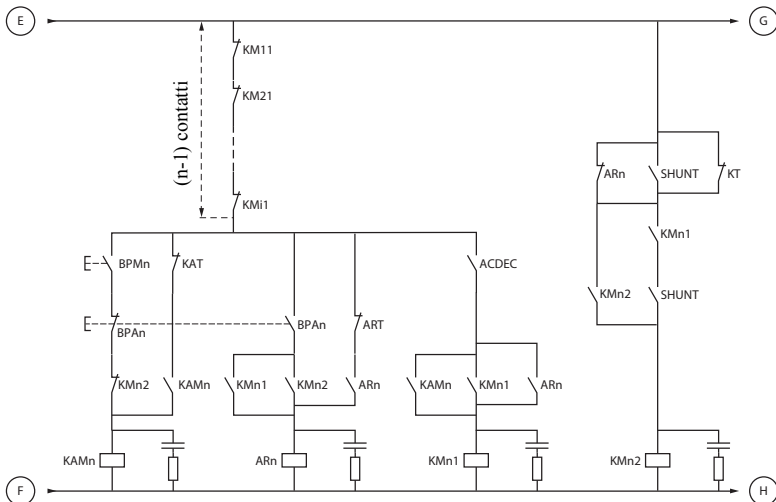 E
G
KM11
KM21
(n-1) contatti
KMi1
ARn
SHUNT
KT
KMn1
BPMn
KAT
ACDEC
KMn2
SHUNT
BPAn
BPAn
ART
KMn2
KAMn
KMn1
KMn2
ARn
KAMn
KMn1
ARn
KAMn
ARn
KMn1
KMn2
F
H